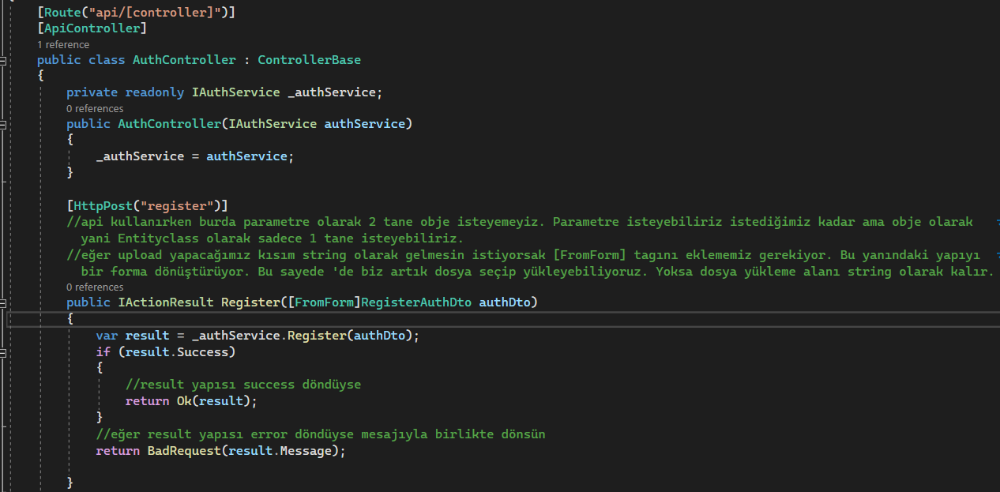 [Route("api/[controller]")]
[ApiController]
1 reference
public class AuthController : ControllerBase
{
private readonly IAuthService _authService;
0 references
public AuthController(IAuthService authService)
{
_authService = authService;
}
[HttpPost("register")]
//api kullanırken burda parametre olarak 2 tane obje isteyemeyiz. Parametre isteyebiliriz istediğimiz kadar ama obje olarak
yani Entityclass olarak sadece 1 tane isteyebiliriz.
//eğer upload yapacağımız kısım string olarak gelmesin istiyorsak [FromForm] tagını eklememiz gerekiyor. Bu yanındaki yapıyı
bir forma dönüştürüyor. Bu sayede 'de biz artık dosya seçip yükleyebiliyoruz. Yoksa dosya yükleme alanı string olarak kalır.
0 references
public IActionResult Register([FromForm]RegisterAuthDto authDto)
{
var result = _authService.Register(authDto);
if (result.Success)
{
//result yapısı success döndüyse
return Ok(result);
}
//eğer result yapısı error döndüyse mesajıyla birlikte dönsün
return BadRequest(result.Message);
}